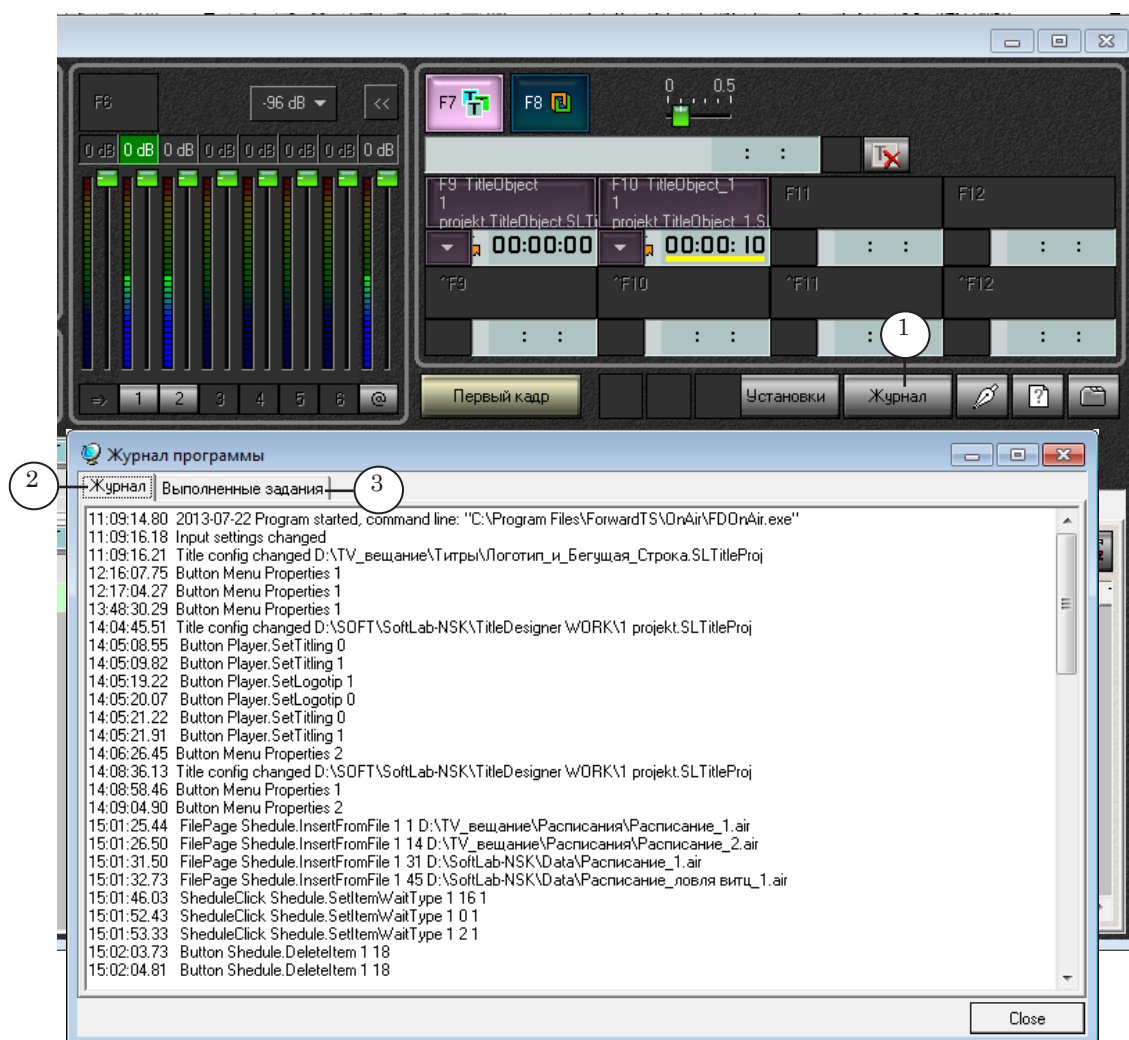 F6
-96 dB
<<
0 dB 0 dB 0 dB 0 dB 0 dB 0 dB 0 dB 0 dB
=> 1 2 3 4 5 6 @
F7 F8
0 0.5
: :
F9 TitleObject
1
projekt.TitleObject.SLTi
F10 TitleObject_1
1
projekt.TitleObject_1.Sl
F11
F12
00:00:00 00:00:10 : : : :
^F9 ^F10 ^F11 ^F12
: : : : : : : :
1
Первый кадр Установки Журнал
Журнал программы
2
Журнал Выполненные задания
3
11:09:14.80 2013-07-22 Program started, command line: "C:\Program Files\ForwardTS\OnAir\FDOnAir.exe"
11:09:16.18 Input settings changed
11:09:16.21 Title config changed D:\TV_вещание\Титры\Логотип_и_Бегущая_Строка.SLTitleProj
12:16:07.75 Button Menu Properties 1
12:17:04.27 Button Menu Properties 1
13:48:30.29 Button Menu Properties 1
14:04:45.51 Title config changed D:\SOFT\SoftLab-NSK\TitleDesigner WORK\1 projekt.SLTitleProj
14:05:08.55 Button Player.SetTitling 0
14:05:09.82 Button Player.SetTitling 1
14:05:19.22 Button Player.SetLogotip 1
14:05:20.07 Button Player.SetLogotip 0
14:05:21.22 Button Player.SetTitling 0
14:05:21.91 Button Player.SetTitling 1
14:06:26.45 Button Menu Properties 2
14:08:36.13 Title config changed D:\SOFT\SoftLab-NSK\TitleDesigner WORK\1 projekt.SLTitleProj
14:08:58.46 Button Menu Properties 1
14:09:04.90 Button Menu Properties 2
15:01:25.44 FilePage Shedule.InsertFromFile 1 1 D:\TV_вещание\Расписания\Расписание_1.air
15:01:26.50 FilePage Shedule.InsertFromFile 1 14 D:\TV_вещание\Расписания\Расписание_2.air
15:01:31.50 FilePage Shedule.InsertFromFile 1 31 D:\SoftLab-NSK\Data\Расписание_1.air
15:01:32.73 FilePage Shedule.InsertFromFile 1 45 D:\SoftLab-NSK\Data\Расписание_ловля витц_1.air
15:01:46.03 SheduleClick Shedule.SetItemWaitType 1 16 1
15:01:52.43 SheduleClick Shedule.SetItemWaitType 1 0 1
15:01:53.33 SheduleClick Shedule.SetItemWaitType 1 2 1
15:02:03.73 Button Shedule.DeleteItem 1 18
15:02:04.81 Button Shedule.DeleteItem 1 18
Close